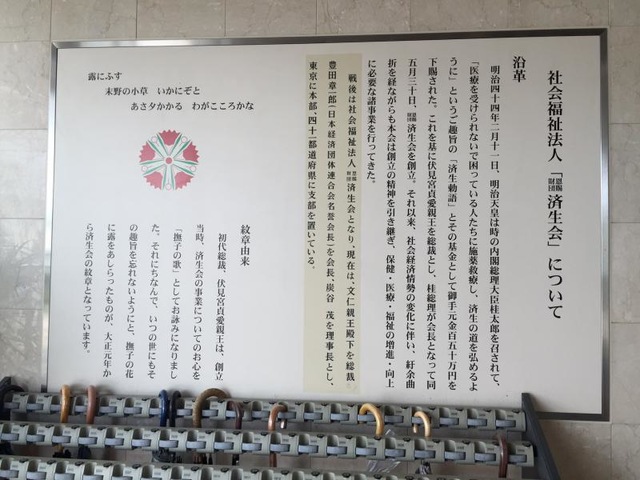 社会福祉法人「恩賜財団済生会」について
沿革
明治四十四年二月十一日、明治天皇は時の内閣総理大臣桂太郎を召されて、
「医療を受けられないで困っている人たちに施薬救療し、済生の道を弘めるよ
うに」というご趣旨の「済生勅語」とその基金として御手元金百五十万円を
下賜された。これを基に伏見宮貞愛親王を総裁とし、桂総理が会長となって同
五月三十日、恩賜財団済生会を創立。それ以来、社会経済情勢の変化に伴い、紆余曲
折を経ながらも本会は創立の精神を引き継ぎ、保健・医療・福祉の増進・向上
に必要な諸事業を行ってきた。
戦後は社会福祉法人恩賜財団済生会となり、現在は、文仁親王殿下を総裁、
豊田章一郎(日本経済団体連合会名誉会長)を会長、炭谷 茂を理事長とし、
東京に本部、四十一都道府県に支部を置いている。
露にふす
末野の小草 いかにぞと
あさ夕かかる わがこころかな
紋章由来
初代総裁、伏見宮貞愛親王は、創立
当時、済生会の事業についてのお心を
「撫子の歌」としてお詠みになりまし
た。それにちなんで、いつの世にもそ
の趣旨を忘れないようにと、撫子の花
に露をあしらったものが、大正元年か
ら済生会の紋章となっています。